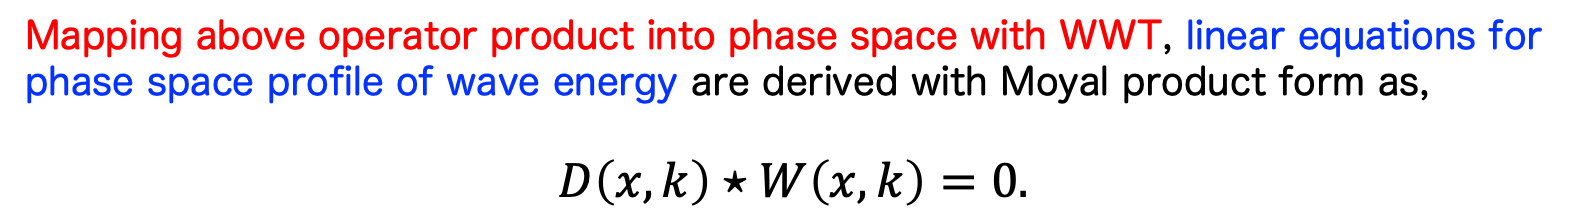 Mapping above operator product into phase space with WWT, linear equations for
phase space profile of wave energy are derived with Moyal product form as,
D(x, k) ⋆ W(x, k) = 0.